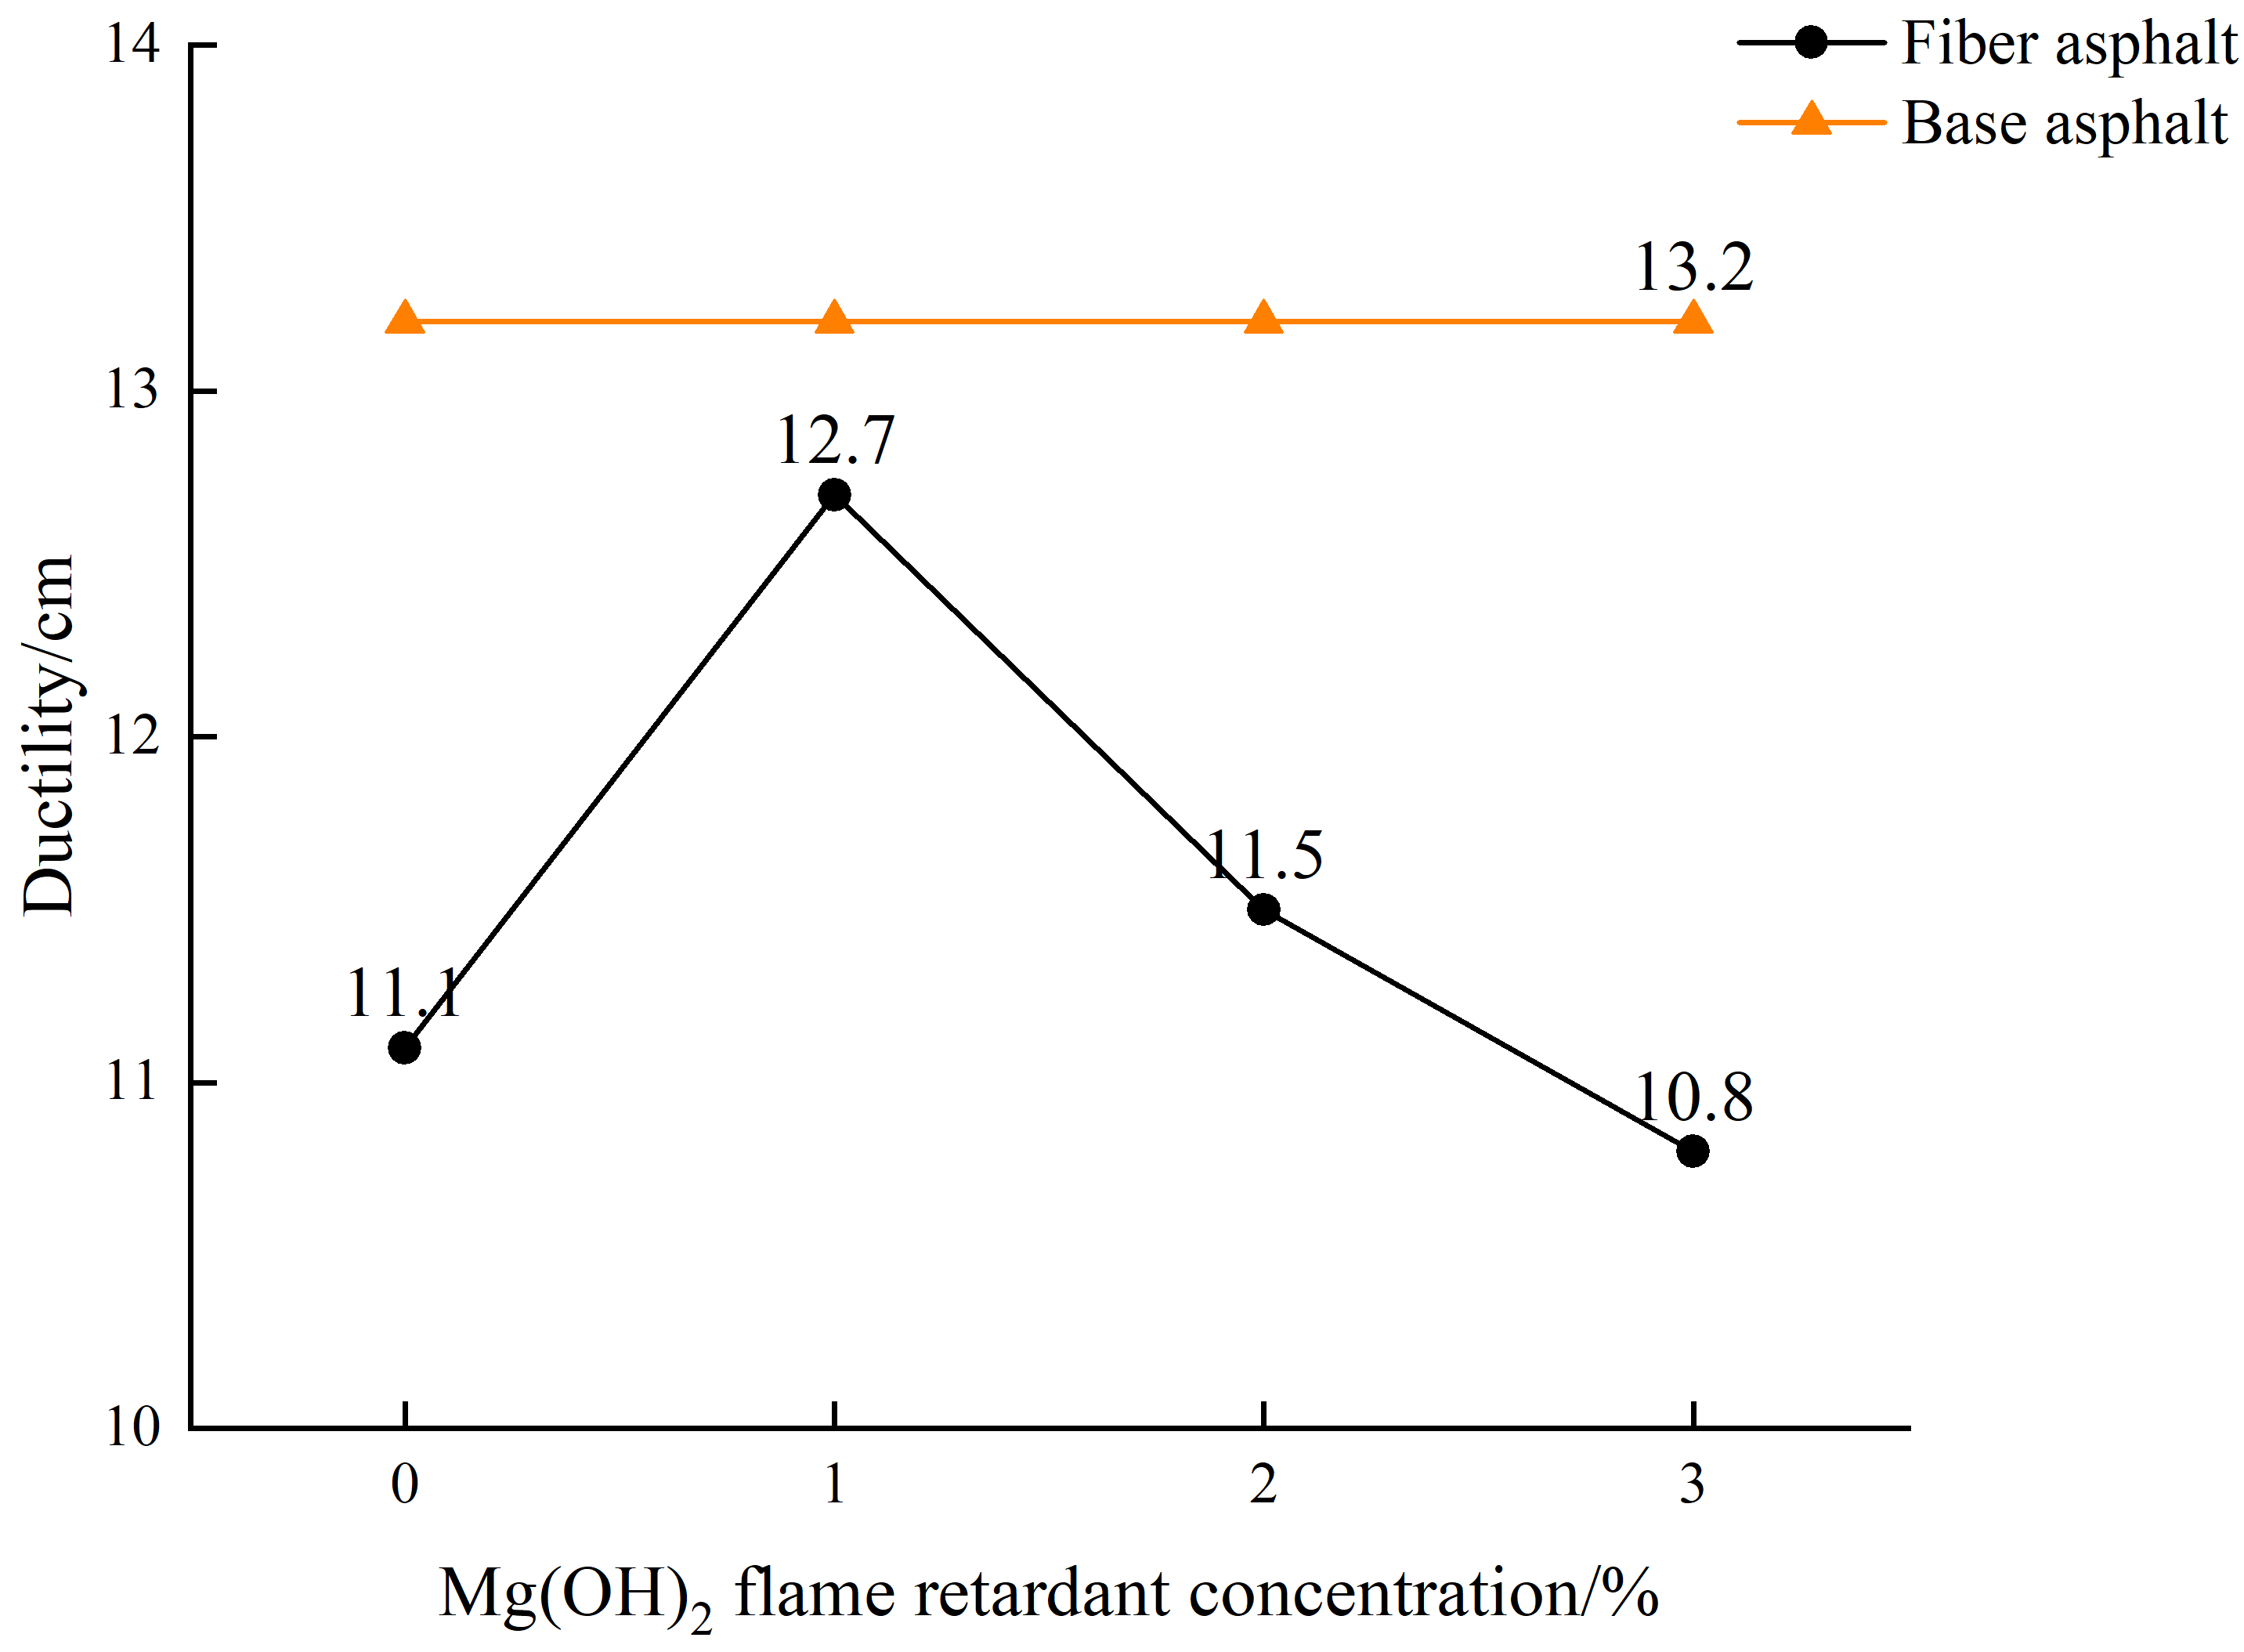 Fiber asphalt
Base asphalt
Ductility/cm
14
13
12
11
10
13.2
12.7
11.5
11.1
10.8
0 1 2 3
Mg(OH)₂ flame retardant concentration/%